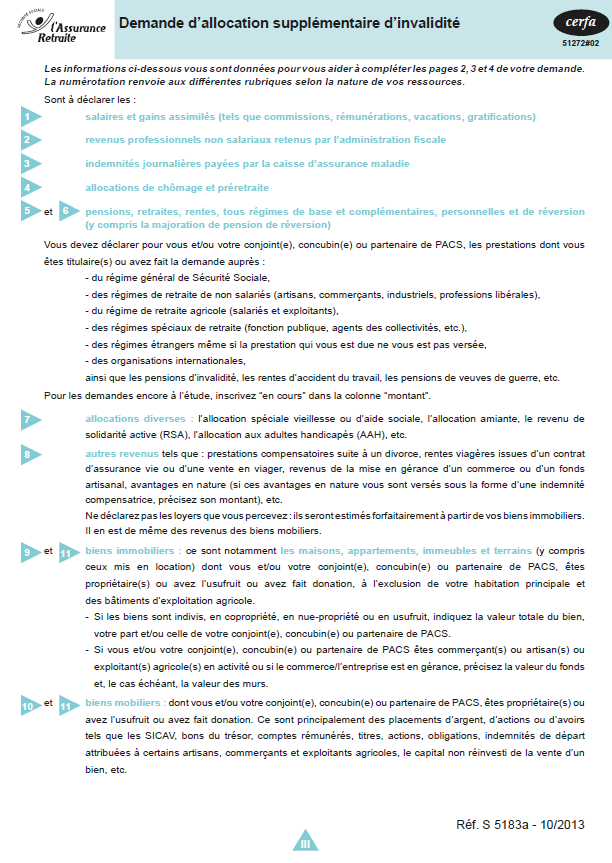 SÉCURITÉ SOCIALE
l'Assurance
Retraite
Demande d'allocation supplémentaire d'invalidité
cerfa
51272#02
Les informations ci-dessous vous sont données pour vous aider à compléter les pages 2, 3 et 4 de votre demande.
La numérotation renvoie aux différentes rubriques selon la nature de vos ressources.
Sont à déclarer les :
1 salaires et gains assimilés (tels que commissions, rémunérations, vacations, gratifications)
2 revenus professionnels non salariaux retenus par l'administration fiscale
3 indemnités journalières payées par la caisse d'assurance maladie
4 allocations de chômage et préretraite
5 et 6 pensions, retraites, rentes, tous régimes de base et complémentaires, personnelles et de réversion
(y compris la majoration de pension de réversion)
Vous devez déclarer pour vous et/ou votre conjoint(e), concubin(e) ou partenaire de PACS, les prestations dont vous
êtes titulaire(s) ou avez fait la demande auprès :
- du régime général de Sécurité Sociale,
- des régimes de retraite de non salariés (artisans, commerçants, industriels, professions libérales),
- du régime de retraite agricole (salariés et exploitants),
- des régimes spéciaux de retraite (fonction publique, agents des collectivités, etc.),
- des régimes étrangers même si la prestation qui vous est due ne vous est pas versée,
- des organisations internationales,
ainsi que les pensions d'invalidité, les rentes d'accident du travail, les pensions de veuves de guerre, etc.
Pour les demandes encore à l'étude, inscrivez "en cours" dans la colonne "montant".
7 allocations diverses : l'allocation spéciale vieillesse ou d'aide sociale, l'allocation amiante, le revenu de
solidarité active (RSA), l'allocation aux adultes handicapés (AAH), etc.
8 autres revenus tels que : prestations compensatoires suite à un divorce, rentes viagères issues d'un contrat
d'assurance vie ou d'une vente en viager, revenus de la mise en gérance d'un commerce ou d'un fonds
artisanal, avantages en nature (si ces avantages en nature vous sont versés sous la forme d'une indemnité
compensatrice, précisez son montant), etc.
Ne déclarez pas les loyers que vous percevez : ils seront estimés forfaitairement à partir de vos biens immobiliers.
Il en est de même des revenus des biens mobiliers.
9 et 11 biens immobiliers : ce sont notamment les maisons, appartements, immeubles et terrains (y compris
ceux mis en location) dont vous et/ou votre conjoint(e), concubin(e) ou partenaire de PACS, êtes
propriétaire(s) ou avez l'usufruit ou avez fait donation, à l'exclusion de votre habitation principale et
des bâtiments d'exploitation agricole.
- Si les biens sont indivis, en copropriété, en nue-propriété ou en usufruit, indiquez la valeur totale du bien,
votre part et/ou celle de votre conjoint(e), concubin(e) ou partenaire de PACS.
- Si vous et/ou votre conjoint(e), concubin(e) ou partenaire de PACS êtes commerçant(s) ou artisan(s) ou
exploitant(s) agricole(s) en activité ou si le commerce/l'entreprise est en gérance, précisez la valeur du fonds
et, le cas échéant, la valeur des murs.
10 et 11 biens mobiliers : dont vous et/ou votre conjoint(e), concubin(e) ou partenaire de PACS, êtes propriétaire(s) ou
avez l'usufruit ou avez fait donation. Ce sont principalement des placements d'argent, d'actions ou d'avoirs
tels que les SICAV, bons du trésor, comptes rémunérés, titres, actions, obligations, indemnités de départ
attribuées à certains artisans, commerçants et exploitants agricoles, le capital non réinvesti de la vente d'un
bien, etc.
Réf. S 5183a - 10/2013
III